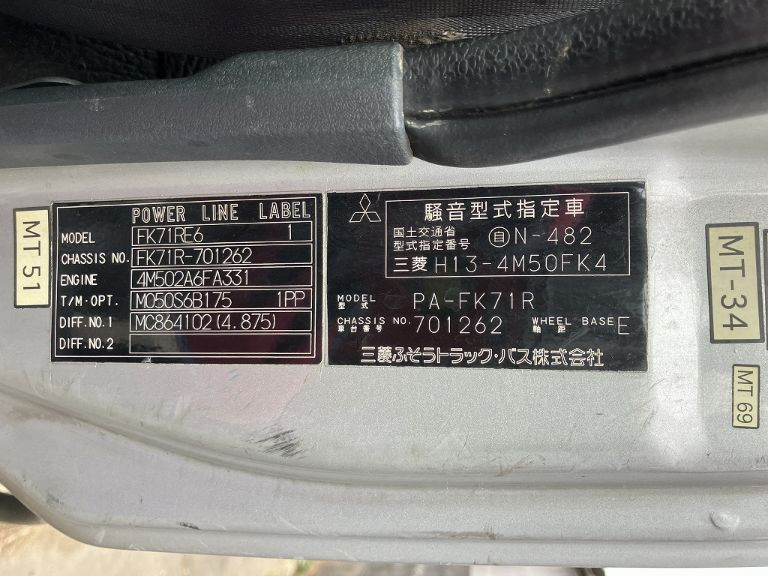 MT 51
POWER LINE LABEL
MODEL FK71RE6 1
CHASSIS NO. FK71R-701262
ENGINE 4M502A6FA331
T/M・OPT. M050S6B175 1PP
DIFF.NO.1 MC864102(4.875)
DIFF.NO.2
騒音型式指定車
国土交通省
型式指定番号 自N-482
三菱 H13-4M50FK4
MODEL
型式 PA-FK71R
CHASSIS NO. 701262 WHEEL BASE E
車台番号 軸距
三菱ふそうトラック・バス株式会社
MT-34
MT 69